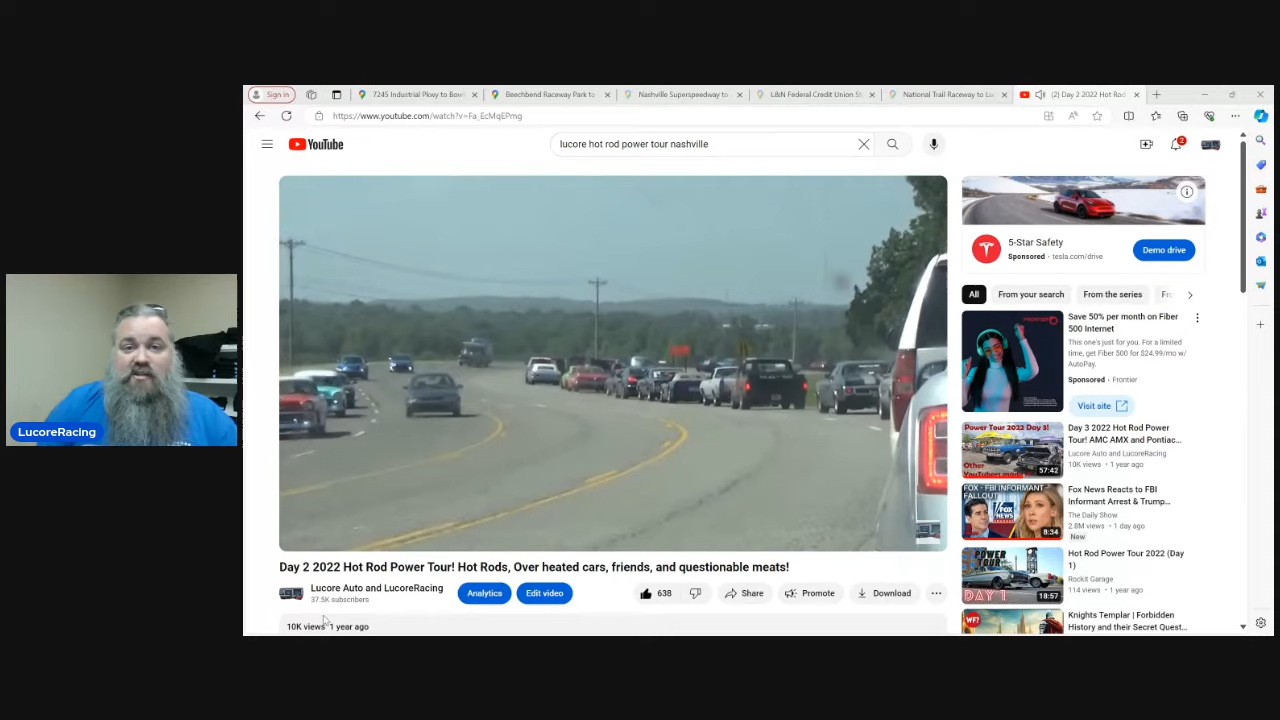 Sign in
7245 Industrial Pkwy to Bow
Beechbend Raceway Park to
Nashville Superspeedway to
L&N Federal Credit Union St
National Trail Raceway to Lu
(2) Day 2 2022 Hot Rod
https://www.youtube.com/watch?v=Fa_EcMqEPmg
YouTube
lucore hot rod power tour nashville
2
5-Star Safety
Sponsored · tesla.com/drive
Demo drive
All
From your search
From the series
Fr
Save 50% per month on Fiber
500 Internet
This one's just for you. For a limited
time, get Fiber 500 for $24.99/mo w/
AutoPay.
Sponsored · Frontier
Visit site
LucoreRacing
Power Tour 2022 Day 3!
Other
YouTubers
57:42
Day 3 2022 Hot Rod Power
Tour! AMC AMX and Pontiac...
Lucore Auto and LucoreRacing
10K views · 1 year ago
FOX - FBI INFORMANT
FALLOUT
FOX
NEWS
8:34
Fox News Reacts to FBI
Informant Arrest & Trump...
The Daily Show
2.8M views · 1 day ago
New
POWER
TOUR
DAY 1
18:57
Hot Rod Power Tour 2022 (Day
1)
Rockit Garage
114 views · 1 year ago
WF?
Knights Templar | Forbidden
History and their Secret Quest...
Day 2 2022 Hot Rod Power Tour! Hot Rods, Over heated cars, friends, and questionable meats!
Lucore Auto and LucoreRacing
37.5K subscribers
Analytics
Edit video
638
Share
Promote
Download
10K views 1 year ago